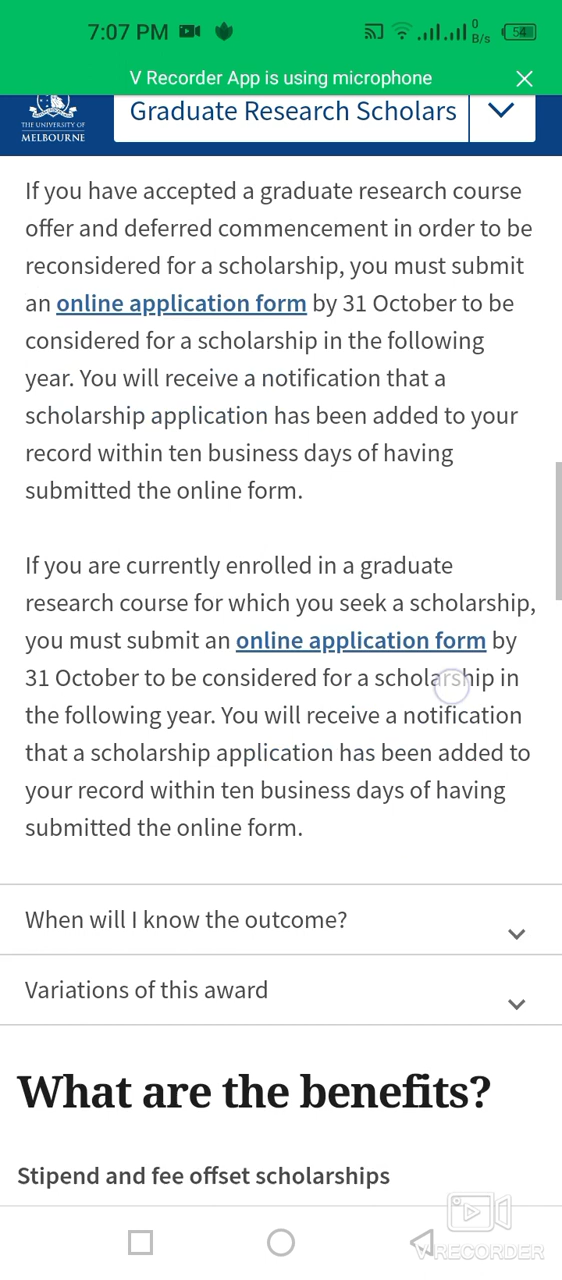 7:07 PM
0
B/s
54
V Recorder App is using microphone
THE UNIVERSITY OF
MELBOURNE
Graduate Research Scholars
If you have accepted a graduate research course
offer and deferred commencement in order to be
reconsidered for a scholarship, you must submit
an online application form by 31 October to be
considered for a scholarship in the following
year. You will receive a notification that a
scholarship application has been added to your
record within ten business days of having
submitted the online form.
If you are currently enrolled in a graduate
research course for which you seek a scholarship,
you must submit an online application form by
31 October to be considered for a scholarship in
the following year. You will receive a notification
that a scholarship application has been added to
your record within ten business days of having
submitted the online form.
When will I know the outcome?
Variations of this award
What are the benefits?
Stipend and fee offset scholarships
VRECORDER